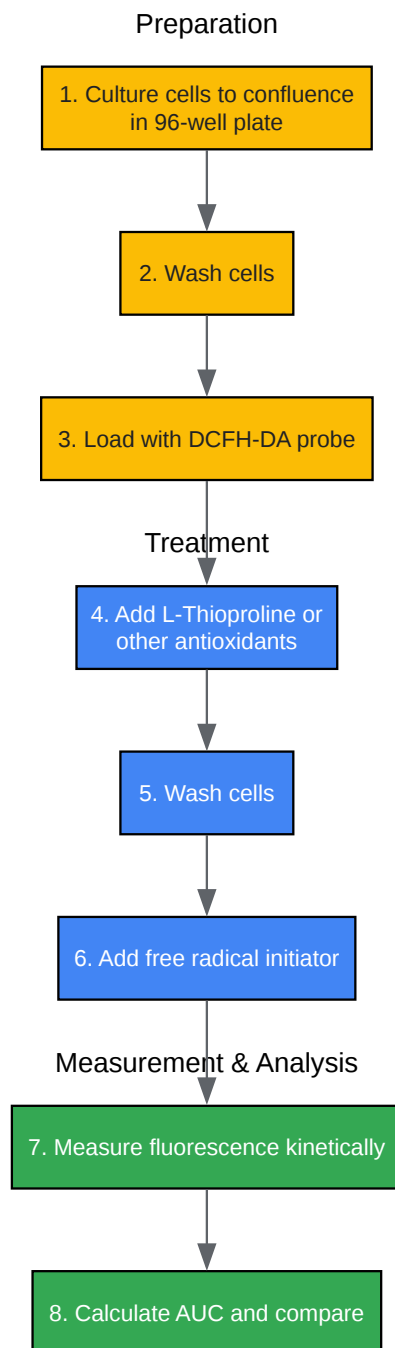 Preparation
1. Culture cells to confluence
in 96-well plate
2. Wash cells
3. Load with DCFH-DA probe
Treatment
4. Add L-Thioproline or
other antioxidants
5. Wash cells
6. Add free radical initiator
Measurement & Analysis
7. Measure fluorescence kinetically
8. Calculate AUC and compare